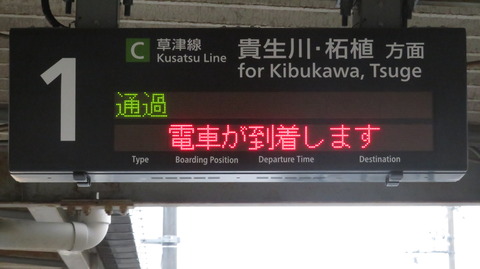 1
C 草津線 貴生川・柘植 方面
Kusatsu Line for Kibukawa, Tsuge
通過
電車が到着します
Type Boarding Position Departure Time Destination